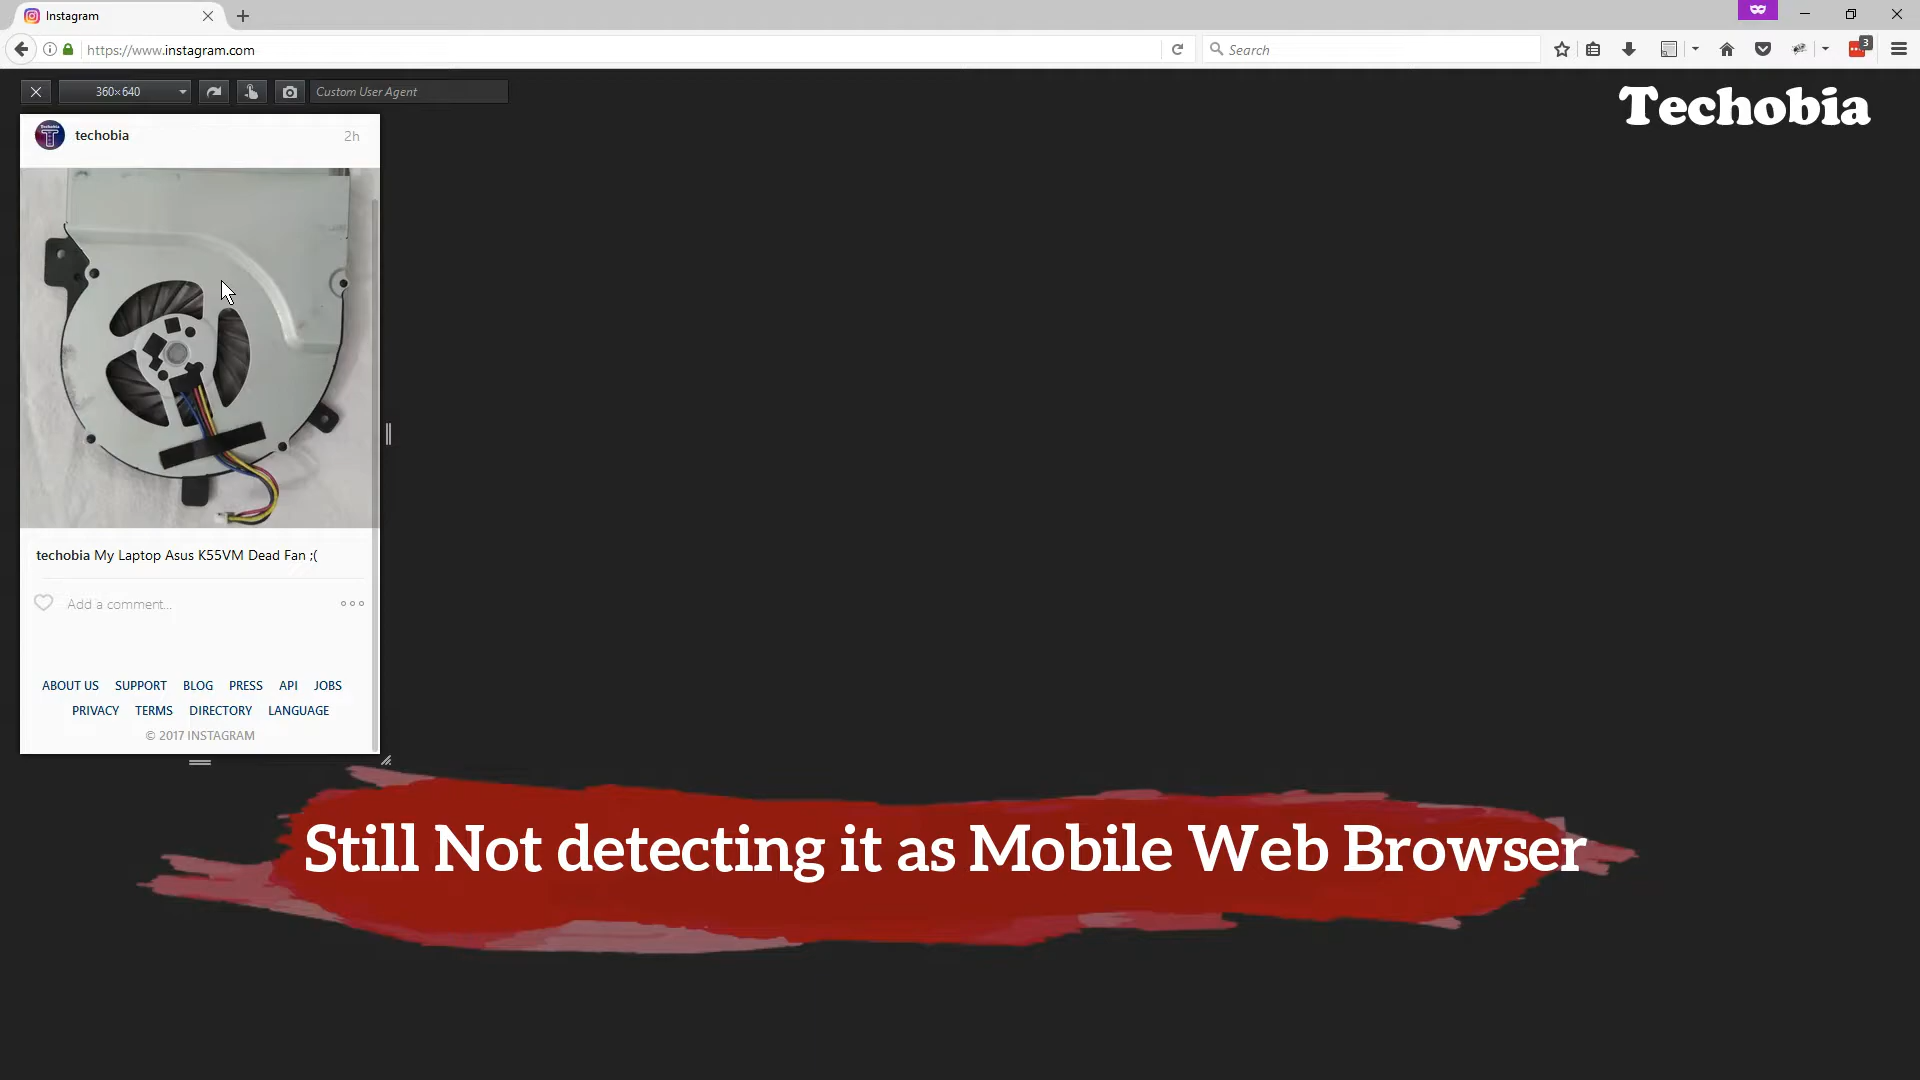 Instagram
https://www.instagram.com
Search
3
360×640
Custom User Agent
Techobia
techobia
2h
techobia My Laptop Asus K55VM Dead Fan ;(
Add a comment...
ABOUT US SUPPORT BLOG PRESS API JOBS
PRIVACY TERMS DIRECTORY LANGUAGE
© 2017 INSTAGRAM
Still Not detecting it as Mobile Web Browser